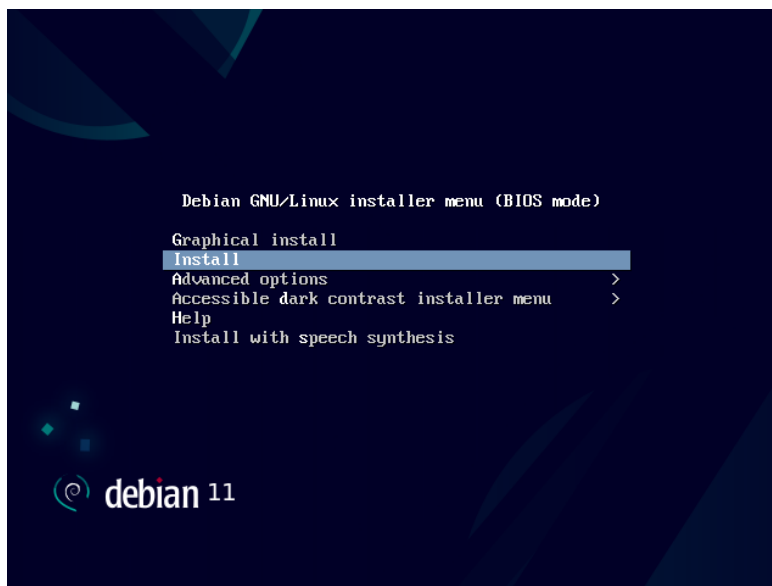 Debian GNU/Linux installer menu (BIOS mode)
Graphical install
Install
Advanced options >
Accessible dark contrast installer menu >
Help
Install with speech synthesis
debian 11